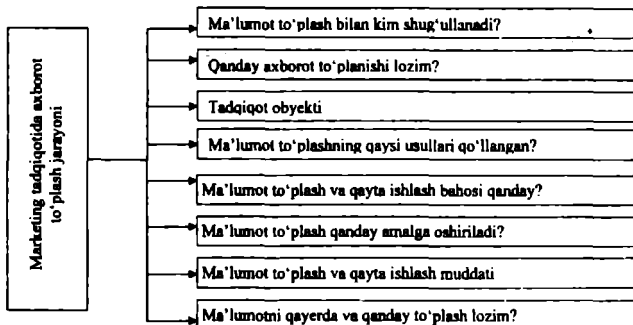 Marketing tadqiqotida axborot
to‘plash jarayoni
Ma’lumot to‘plash bilan kim shug‘ullanadi?
Qanday axborot to‘planishi lozim?
Tadqiqot obyekti
Ma’lumot to‘plashning qaysi usullari qo‘llangan?
Ma’lumot to‘plash va qayta ishlash bahosi qanday?
Ma’lumot to‘plash qanday amalga oshiriladi?
Ma’lumot to‘plash va qayta ishlash muddati
Ma’lumotni qayerda va qanday to‘plash lozim?